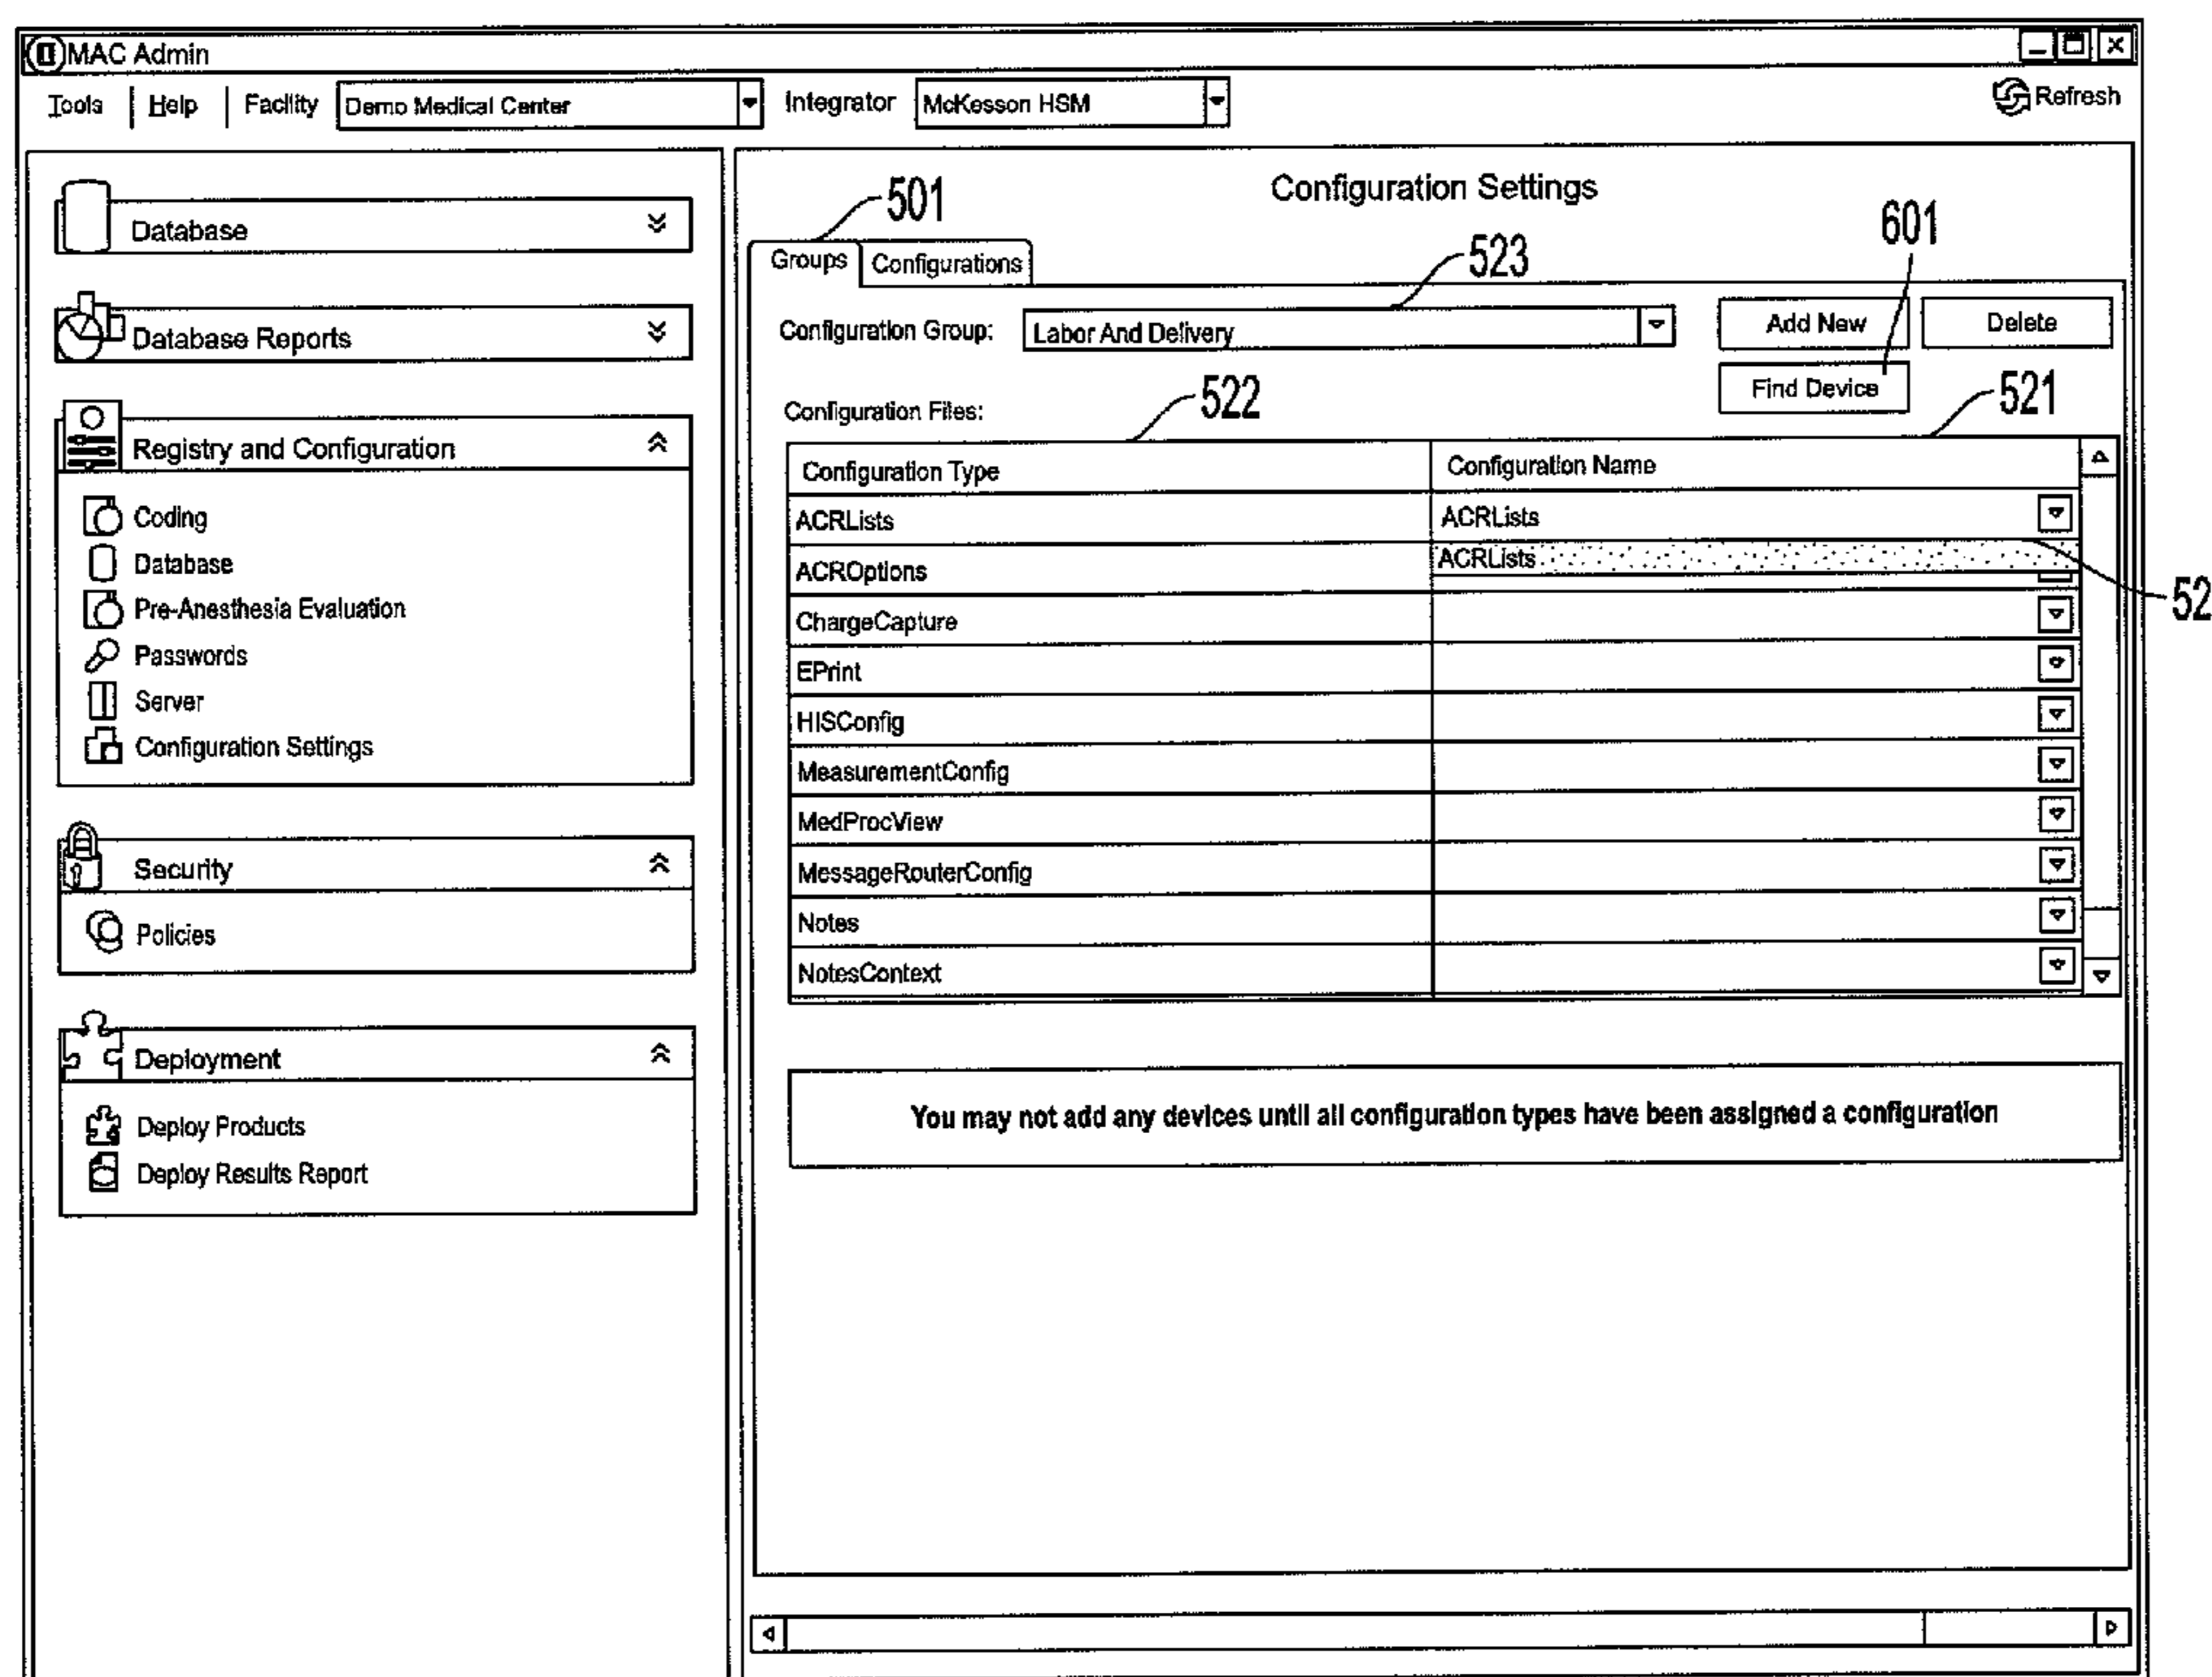 MAC Admin
Tools Help Facility Demo Medical Center Integrator McKesson HSM Refresh
Database
Database Reports
Registry and Configuration
Coding
Database
Pre-Anesthesia Evaluation
Passwords
Server
Configuration Settings
Security
Policies
Deployment
Deploy Products
Deploy Results Report
Configuration Settings
501
601
Groups Configurations
523
Configuration Group: Labor And Delivery Add New Delete
Find Device
Configuration Files:
522
521
Configuration Type Configuration Name
ACRLists ACRLists
ACROptions ACRLists
52
ChargeCapture
EPrint
HISConfig
MeasurementConfig
MedProcView
MessageRouterConfig
Notes
NotesContext
You may not add any devices until all configuration types have been assigned a configuration